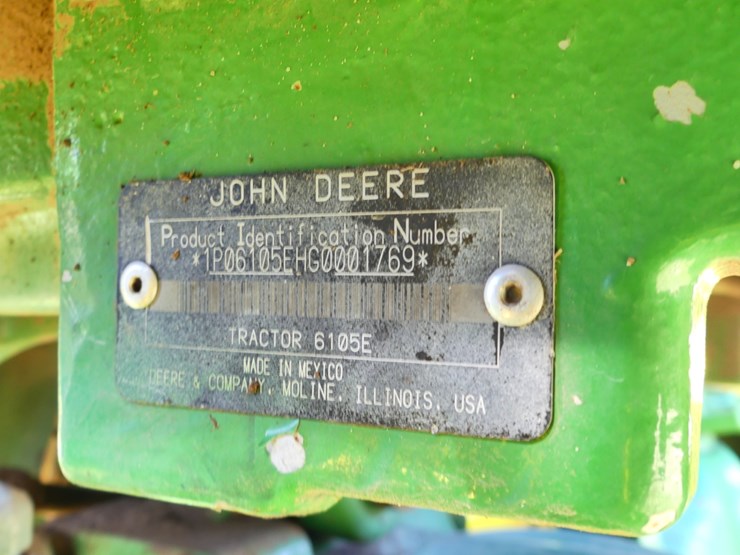 JOHN DEERE
Product Identification Number
*1P06105EHG0001769*
TRACTOR 6105E
MADE IN MEXICO
DEERE & COMPANY, MOLINE, ILLINOIS, USA